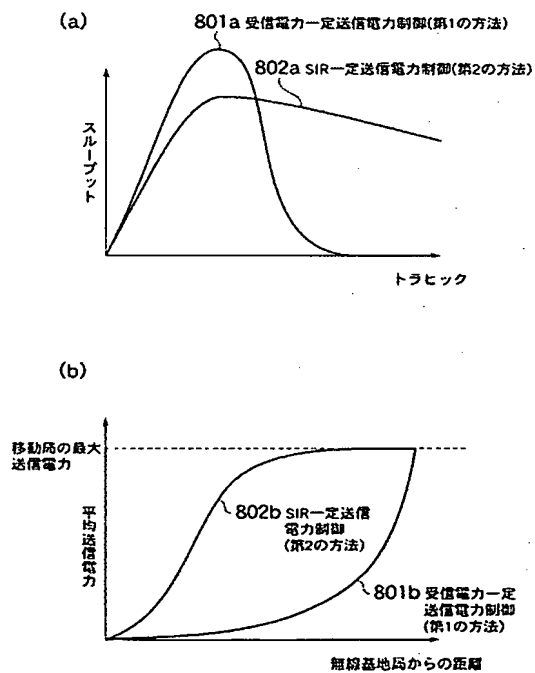 (a)
801a 受信電力一定送信電力制御(第1の方法)
802a SIR一定送信電力制御(第2の方法)
スループット
トラヒック
(b)
移動局の最大
送信電力
802b SIR一定送信
電力制御
(第2の方法)
平均送信電力
801b 受信電力一定
送信電力制御
(第1の方法)
無線基地局からの距離